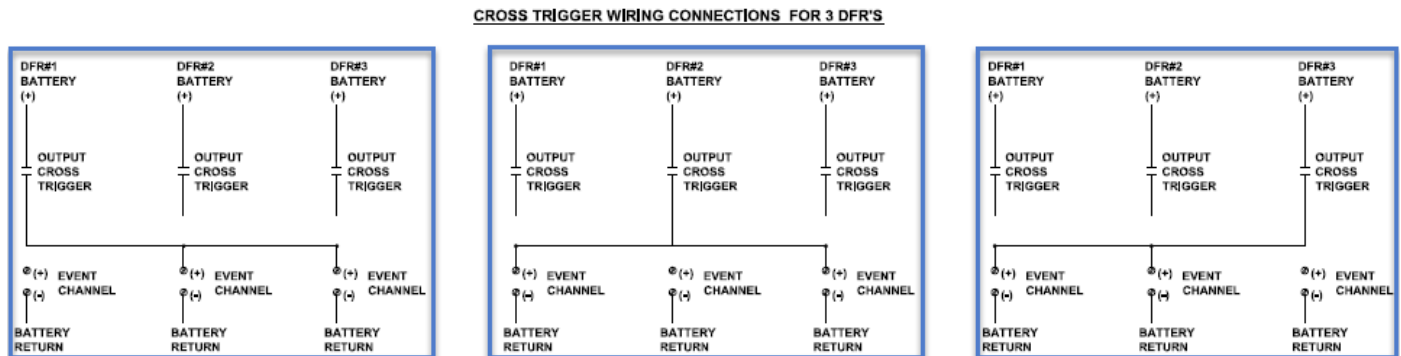 CROSS TRIGGER WIRING CONNECTIONS FOR 3 DFR'S
DFR#1
BATTERY
(+)
DFR#2
BATTERY
(+)
DFR#3
BATTERY
(+)
OUTPUT
CROSS
TRIGGER
OUTPUT
CROSS
TRIGGER
OUTPUT
CROSS
TRIGGER
(+) EVENT
(-) CHANNEL
(+) EVENT
(-) CHANNEL
(+) EVENT
(-) CHANNEL
BATTERY
RETURN
BATTERY
RETURN
BATTERY
RETURN
DFR#1
BATTERY
(+)
DFR#2
BATTERY
(+)
DFR#3
BATTERY
(+)
OUTPUT
CROSS
TRIGGER
OUTPUT
CROSS
TRIGGER
OUTPUT
CROSS
TRIGGER
(+) EVENT
(-) CHANNEL
(+) EVENT
(-) CHANNEL
(+) EVENT
(-) CHANNEL
BATTERY
RETURN
BATTERY
RETURN
BATTERY
RETURN
DFR#1
BATTERY
(+)
DFR#2
BATTERY
(+)
DFR#3
BATTERY
(+)
OUTPUT
CROSS
TRIGGER
OUTPUT
CROSS
TRIGGER
OUTPUT
CROSS
TRIGGER
(+) EVENT
(-) CHANNEL
(+) EVENT
(-) CHANNEL
(+) EVENT
(-) CHANNEL
BATTERY
RETURN
BATTERY
RETURN
BATTERY
RETURN